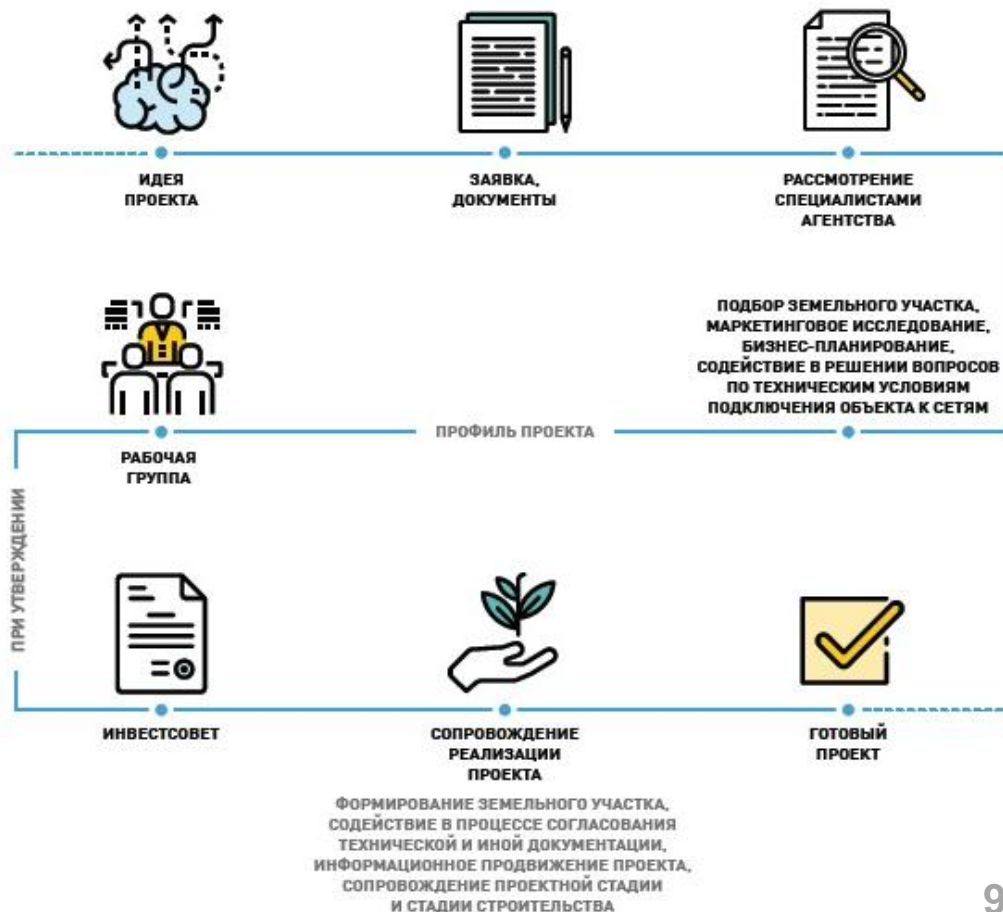 ИДЕЯ
ПРОЕКТА
ЗАЯВКА,
ДОКУМЕНТЫ
РАССМОТРЕНИЕ
СПЕЦИАЛИСТАМИ
АГЕНТСТВА
ПОДБОР ЗЕМЕЛЬНОГО УЧАСТКА,
МАРКЕТИНГОВОЕ ИССЛЕДОВАНИЕ,
БИЗНЕС-ПЛАНИРОВАНИЕ,
СОДЕЙСТВИЕ В РЕШЕНИИ ВОПРОСОВ
ПО ТЕХНИЧЕСКИМ УСЛОВИЯМ
ПОДКЛЮЧЕНИЯ ОБЪЕКТА К СЕТЯМ
ПРОФИЛЬ ПРОЕКТА
РАБОЧАЯ
ГРУППА
ПРИ УТВЕРЖДЕНИИ
ИНВЕСТСОВЕТ
СОПРОВОЖДЕНИЕ
РЕАЛИЗАЦИИ
ПРОЕКТА
ФОРМИРОВАНИЕ ЗЕМЕЛЬНОГО УЧАСТКА,
СОДЕЙСТВИЕ В ПРОЦЕССЕ СОГЛАСОВАНИЯ
ТЕХНИЧЕСКОЙ И ИНОЙ ДОКУМЕНТАЦИИ,
ИНФОРМАЦИОННОЕ ПРОДВИЖЕНИЕ ПРОЕКТА,
СОПРОВОЖДЕНИЕ ПРОЕКТНОЙ СТАДИИ
И СТАДИИ СТРОИТЕЛЬСТВА
ГОТОВЫЙ
ПРОЕКТ
9